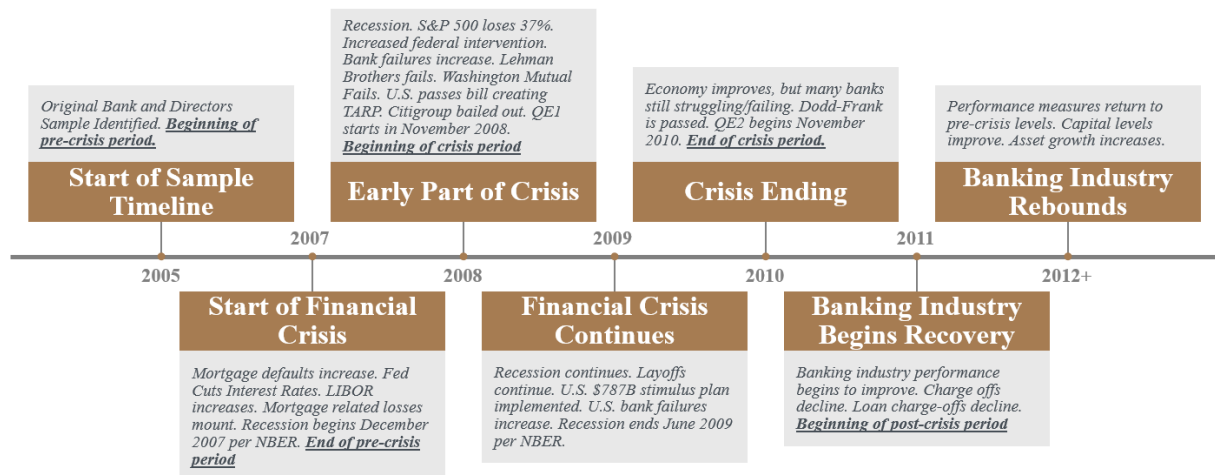 Original Bank and Directors
Sample Identified. Beginning of
pre-crisis period.
Start of Sample
Timeline
2005
2007
Start of Financial
Crisis
Mortgage defaults increase. Fed
Cuts Interest Rates. LIBOR
increases. Mortgage related losses
mount. Recession begins December
2007 per NBER. End of pre-crisis
period
Recession. S&P 500 loses 37%.
Increased federal intervention.
Bank failures increase. Lehman
Brothers fails. Washington Mutual
Fails. U.S. passes bill creating
TARP. Citigroup bailed out. QE1
starts in November 2008.
Beginning of crisis period
Early Part of Crisis
2008
2009
Financial Crisis
Continues
Recession continues. Layoffs
continue. U.S. $787B stimulus plan
implemented. U.S. bank failures
increase. Recession ends June 2009
per NBER.
Economy improves, but many banks
still struggling/failing. Dodd-Frank
is passed. QE2 begins November
2010. End of crisis period.
Crisis Ending
2010
2011
Banking Industry
Begins Recovery
Banking industry performance
begins to improve. Charge offs
decline. Loan charge-offs decline.
Beginning of post-crisis period
Performance measures return to
pre-crisis levels. Capital levels
improve. Asset growth increases.
Banking Industry
Rebounds
2012+